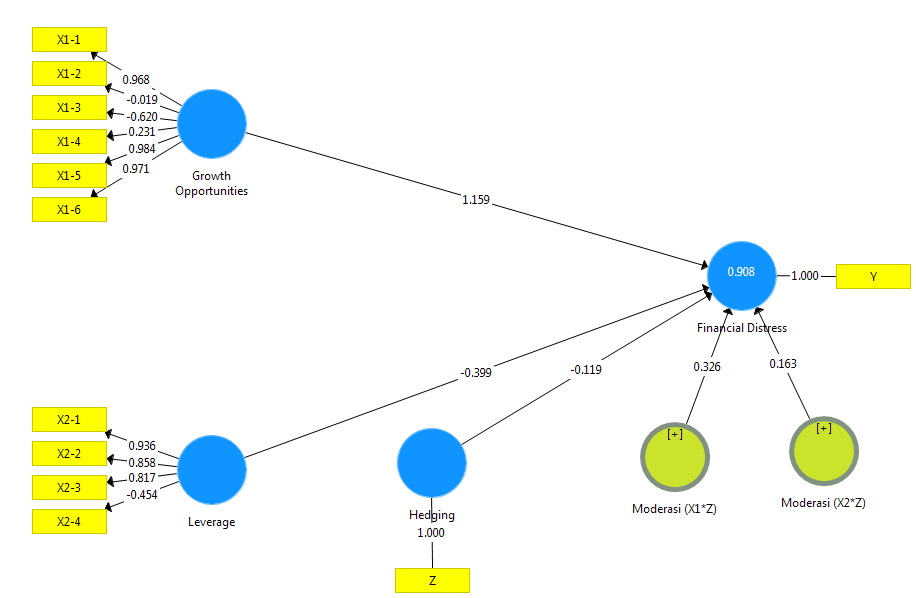 X1-1
X1-2
X1-3
X1-4
X1-5
X1-6
0.968
-0.019
-0.620
0.231
0.984
0.971
Growth
Opportunities
1.159
0.908
1.000
Y
Financial Distress
-0.399
-0.119
0.326
0.163
X2-1
X2-2
X2-3
X2-4
0.936
0.858
0.817
-0.454
Leverage
Hedging
1.000
Z
[+]
Moderasi (X1*Z)
[+]
Moderasi (X2*Z)